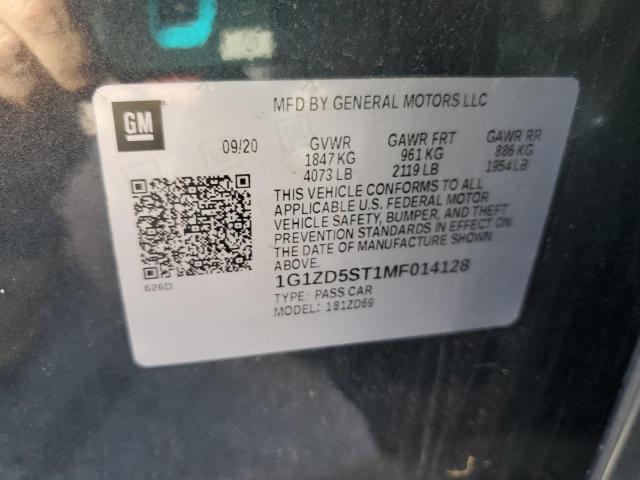 MFD BY GENERAL MOTORS LLC
GM
09/20 GVWR GAWR FRT GAWR RR
1847 KG 961 KG 886 KG
4073 LB 2119 LB 1954 LB
THIS VEHICLE CONFORMS TO ALL
APPLICABLE U.S. FEDERAL MOTOR
VEHICLE SAFETY, BUMPER, AND THEFT
PREVENTION STANDARDS IN EFFECT ON
THE DATE OF MANUFACTURE SHOWN
ABOVE.
1G1ZD5ST1MF014128
TYPE: PASS CAR
MODEL: 181ZD69
626D